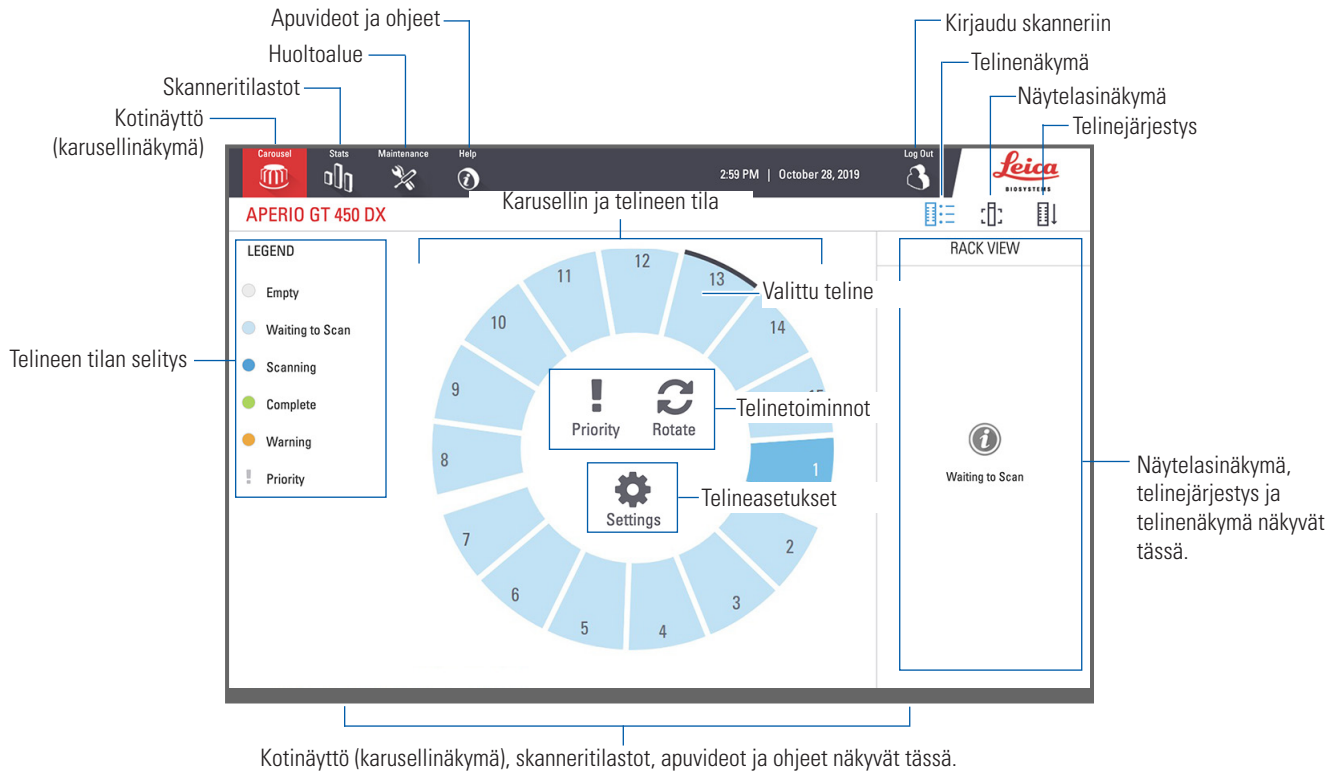 Apuvideot ja ohjeet
Kirjaudu skanneriin
Huoltoalue
Telinenäkymä
Skanneritilastot
Näytelasinäkymä
Kotinäyttö
(karusellinäkymä)
Telinejärjestys
Carousel
Stats
Maintenance
Help
2:59 PM | October 28, 2019
Log Out
Leica
BIOSYSTEMS
APERIO GT 450 DX
Karusellin ja telineen tila
LEGEND
Empty
Waiting to Scan
Scanning
Complete
Warning
Priority
Telineen tilan selitys
RACK VIEW
11
12
13
Valittu teline
10
14
9
15
8
1
7
2
6
3
5
4
Priority
Rotate
Telinetoiminnot
Settings
Telineasetukset
Waiting to Scan
Näytelasinäkymä,
telinejärjestys ja
telinenäkymä näkyvät
tässä.
Kotinäyttö (karusellinäkymä), skanneritilastot, apuvideot ja ohjeet näkyvät tässä.